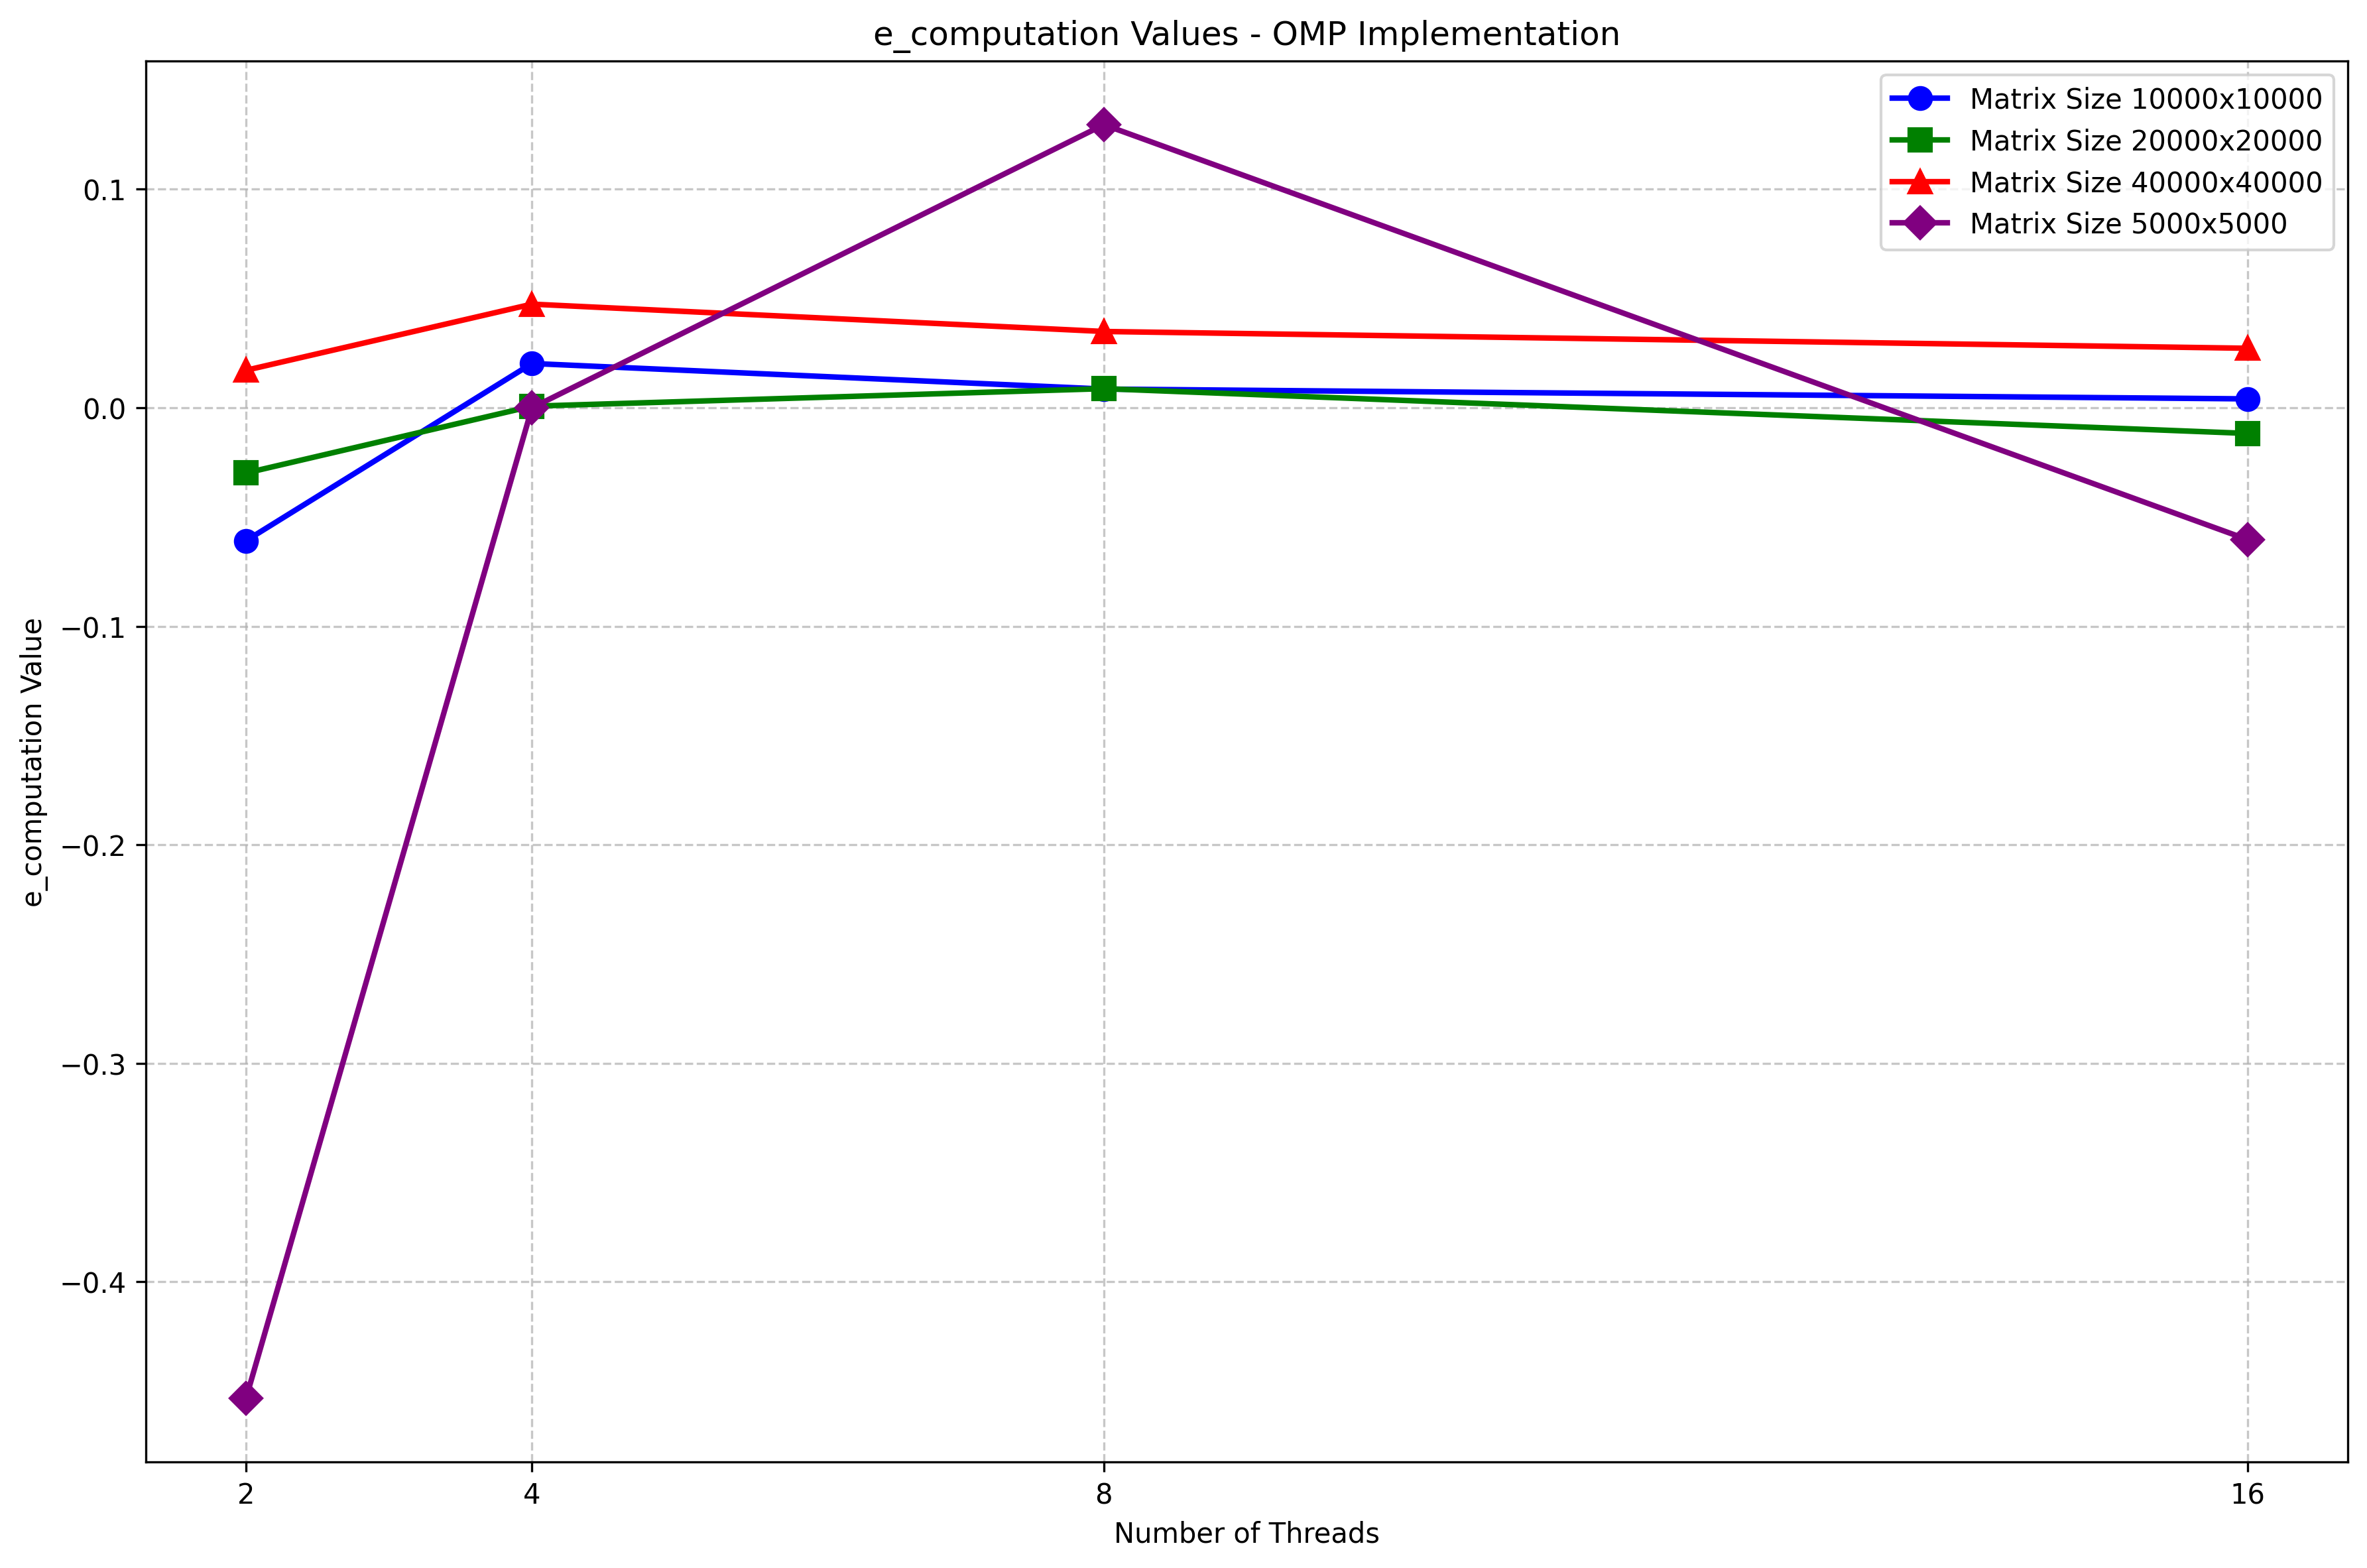 e_computation Values - OMP Implementation
Matrix Size 10000x10000
Matrix Size 20000x20000
Matrix Size 40000x40000
Matrix Size 5000x5000
0.1
0.0
−0.1
−0.2
−0.3
−0.4
e_computation Value
2 4 8 16
Number of Threads